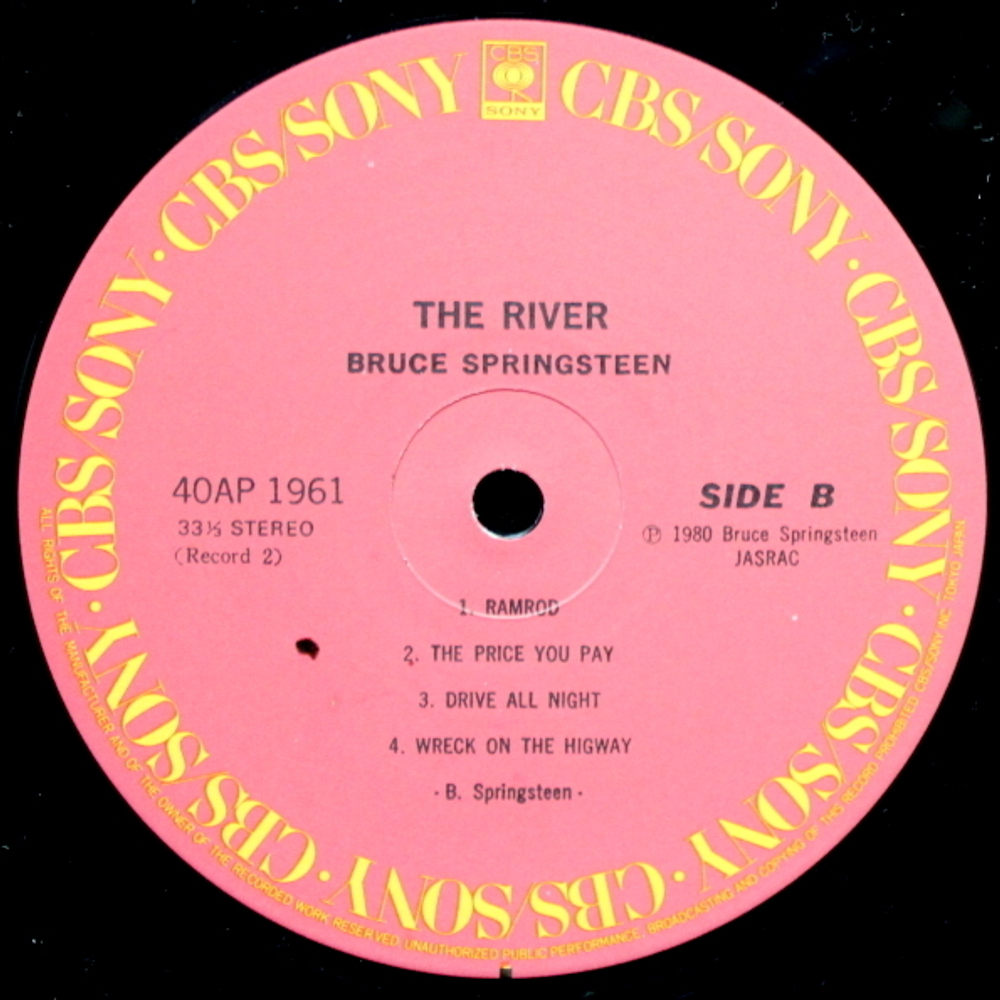 CBS
SONY
CBS/SONY · CBS/SONY · CBS/SONY · CBS/SONY · CBS/SONY · CBS/SONY · CBS/SONY · CBS/SONY
THE RIVER
BRUCE SPRINGSTEEN
40AP 1961
33⅓ STEREO
(Record 2)
SIDE B
Ⓟ 1980 Bruce Springsteen
JASRAC
1. RAMROD
2. THE PRICE YOU PAY
3. DRIVE ALL NIGHT
4. WRECK ON THE HIGWAY
· B. Springsteen ·
ALL RIGHTS OF THE MANUFACTURER AND OF THE OWNER OF THE RECORDED WORK RESERVED. UNAUTHORIZED PUBLIC PERFORMANCE, BROADCASTING AND COPYING OF THIS RECORD PROHIBITED CBS/SONY INC. TOKYO JAPAN.